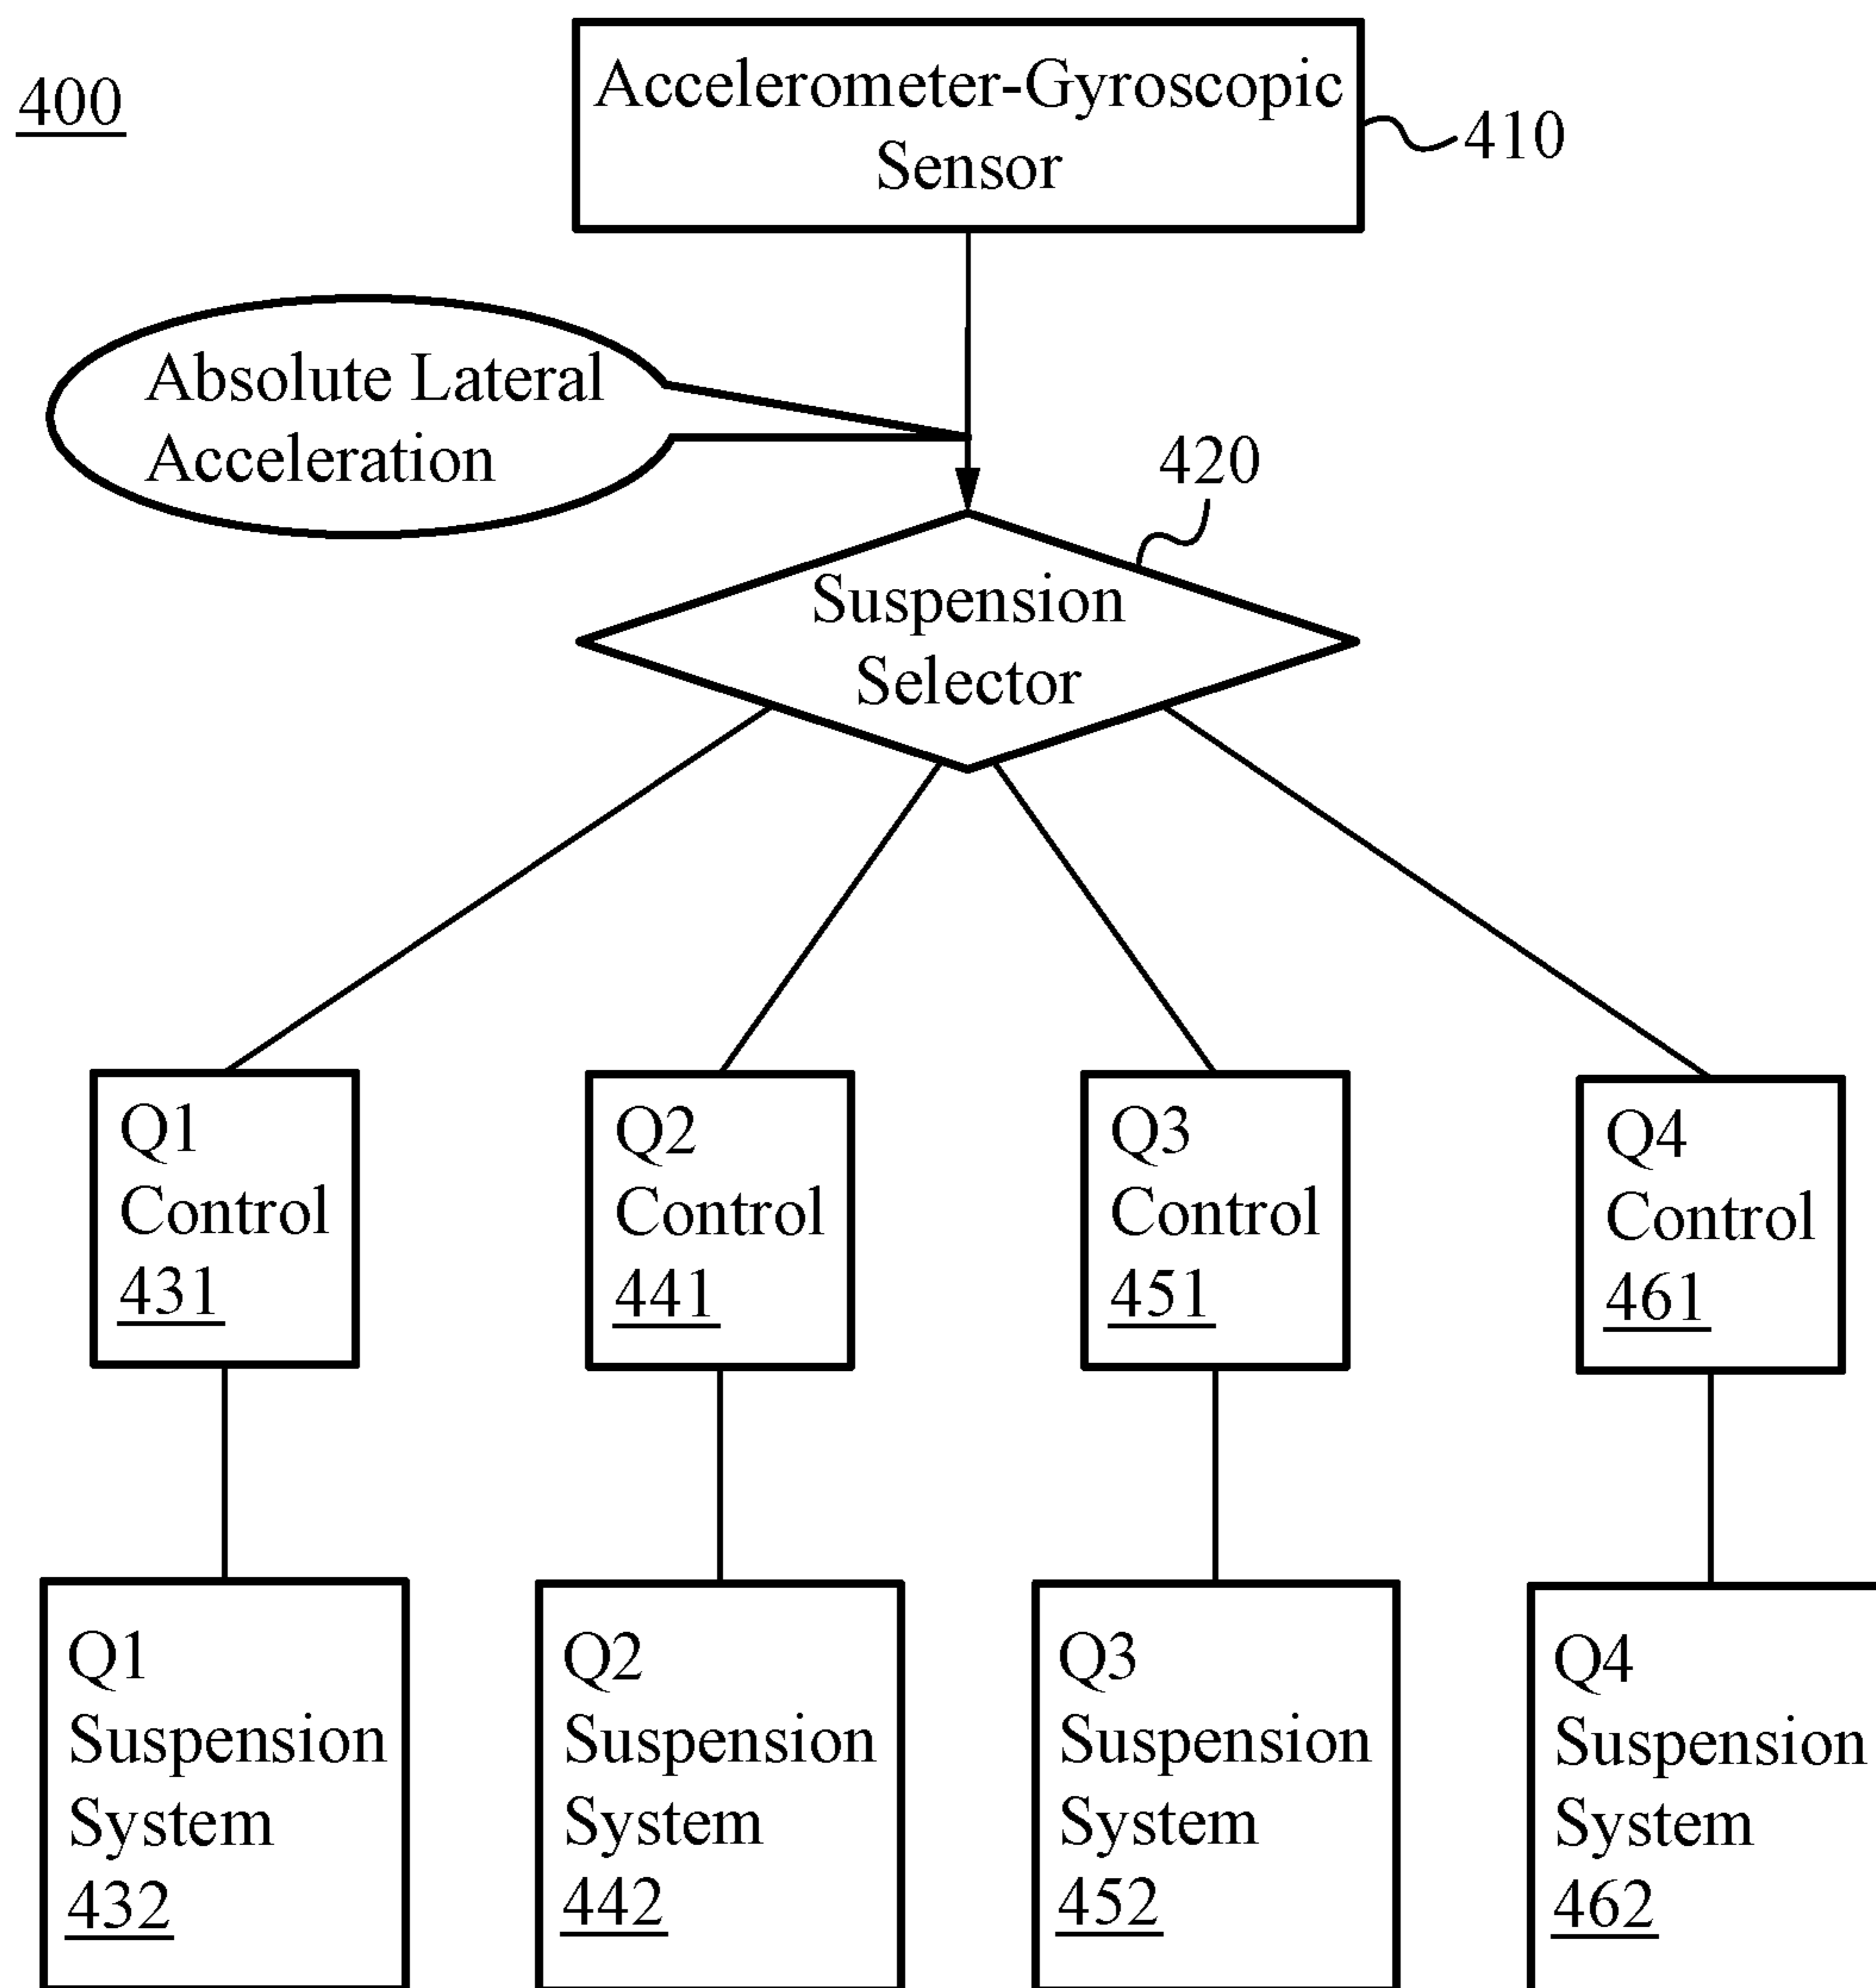 400
Accelerometer-Gyroscopic
Sensor
410
Absolute Lateral
Acceleration
420
Suspension
Selector
Q1
Control
431
Q2
Control
441
Q3
Control
451
Q4
Control
461
Q1
Suspension
System
432
Q2
Suspension
System
442
Q3
Suspension
System
452
Q4
Suspension
System
462